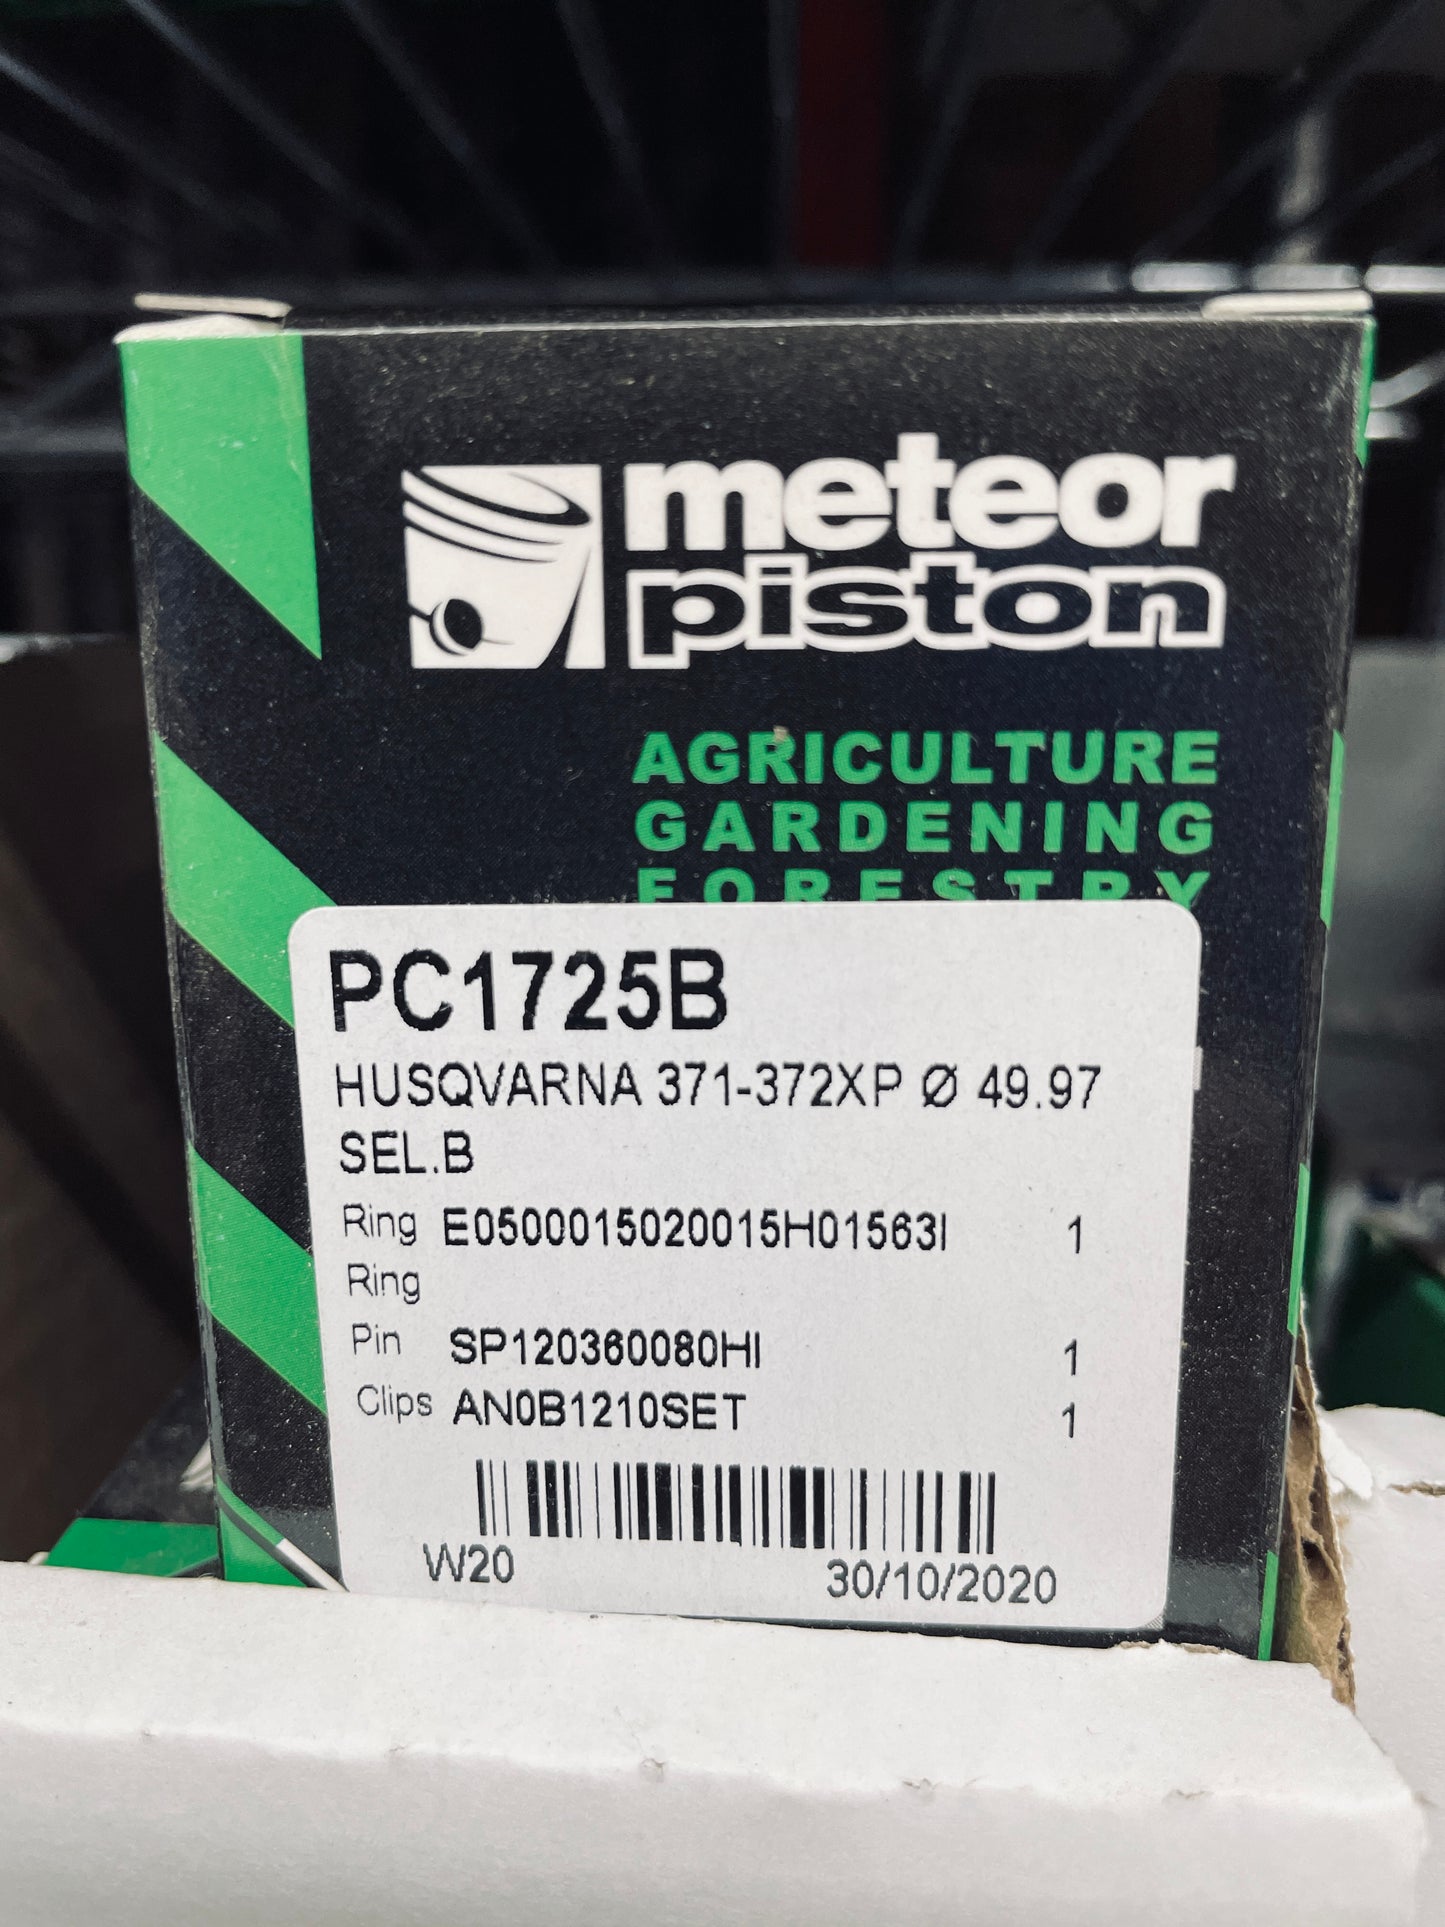 meteor
piston
AGRICULTURE
GARDENING
FORESTRY
PC1725B
HUSQVARNA 371-372XP Ø 49.97
SEL.B
Ring E0500015020015H01563I 1
Ring
Pin SP120360080HI 1
Clips AN0B1210SET 1
W20 30/10/2020